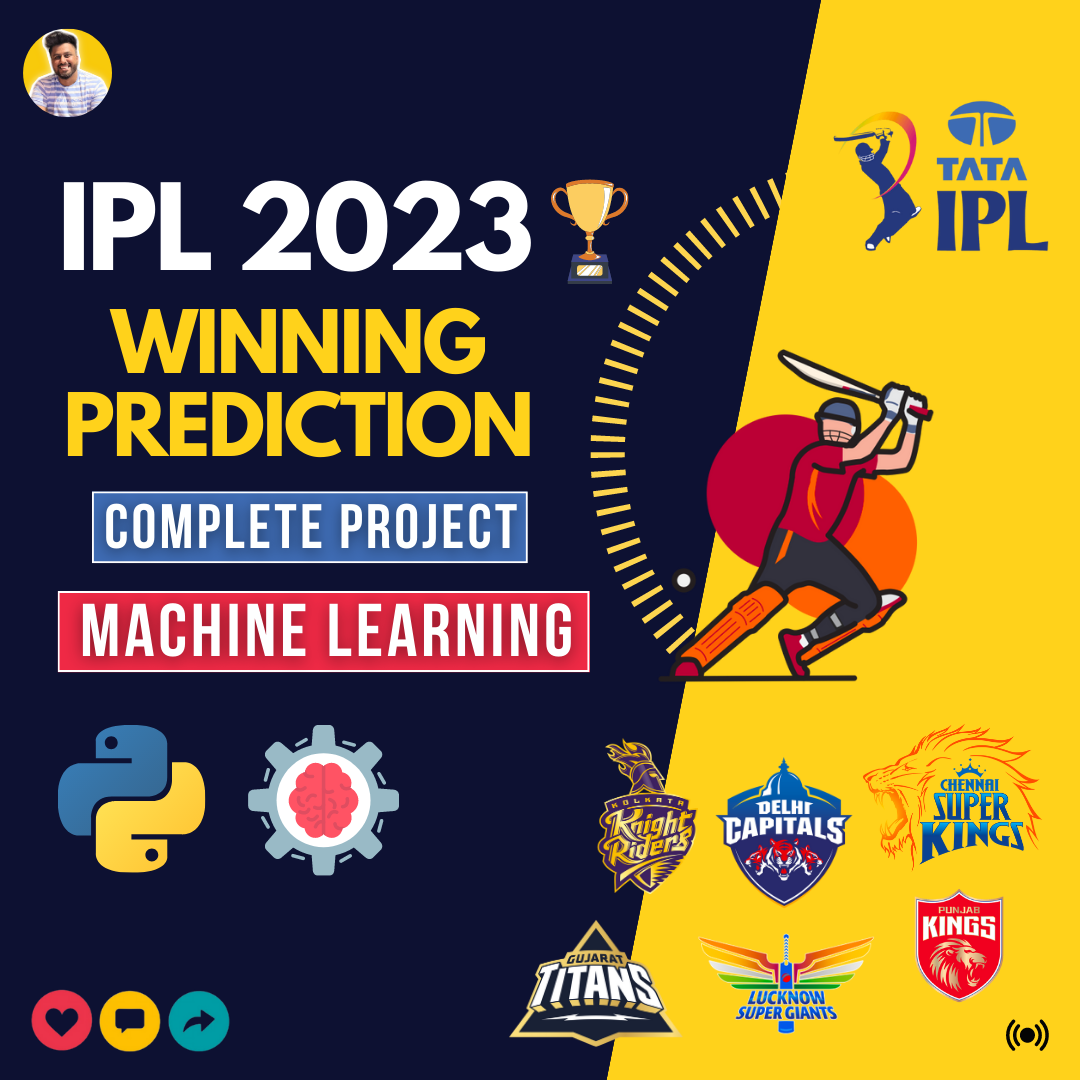 IPL 2023
WINNING
PREDICTION
COMPLETE PROJECT
MACHINE LEARNING
TATA
IPL
KOLKATA
Knight
Riders
DELHI
CAPITALS
CHENNAI
SUPER
KINGS
PUNJAB
KINGS
GUJARAT
TITANS
LUCKNOW
SUPER GIANTS